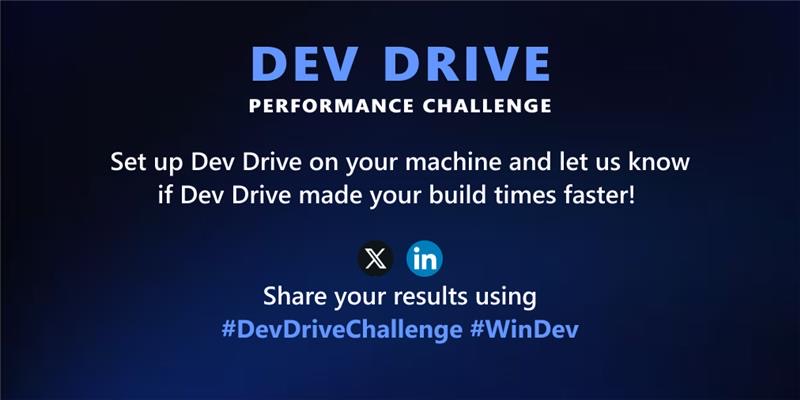 DEV DRIVE
PERFORMANCE CHALLENGE
Set up Dev Drive on your machine and let us know
if Dev Drive made your build times faster!
X in
Share your results using
#DevDriveChallenge #WinDev